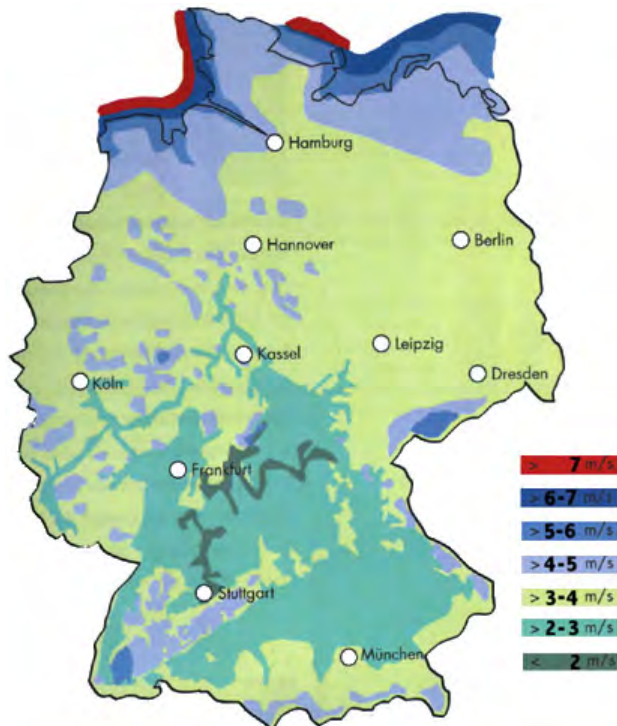 Hamburg
Hannover
Berlin
Kassel
Leipzig
Köln
Dresden
Frankfurt
Stuttgart
München
> 7 m/s
> 6-7 m/s
> 5-6 m/s
> 4-5 m/s
> 3-4 m/s
> 2-3 m/s
< 2 m/s